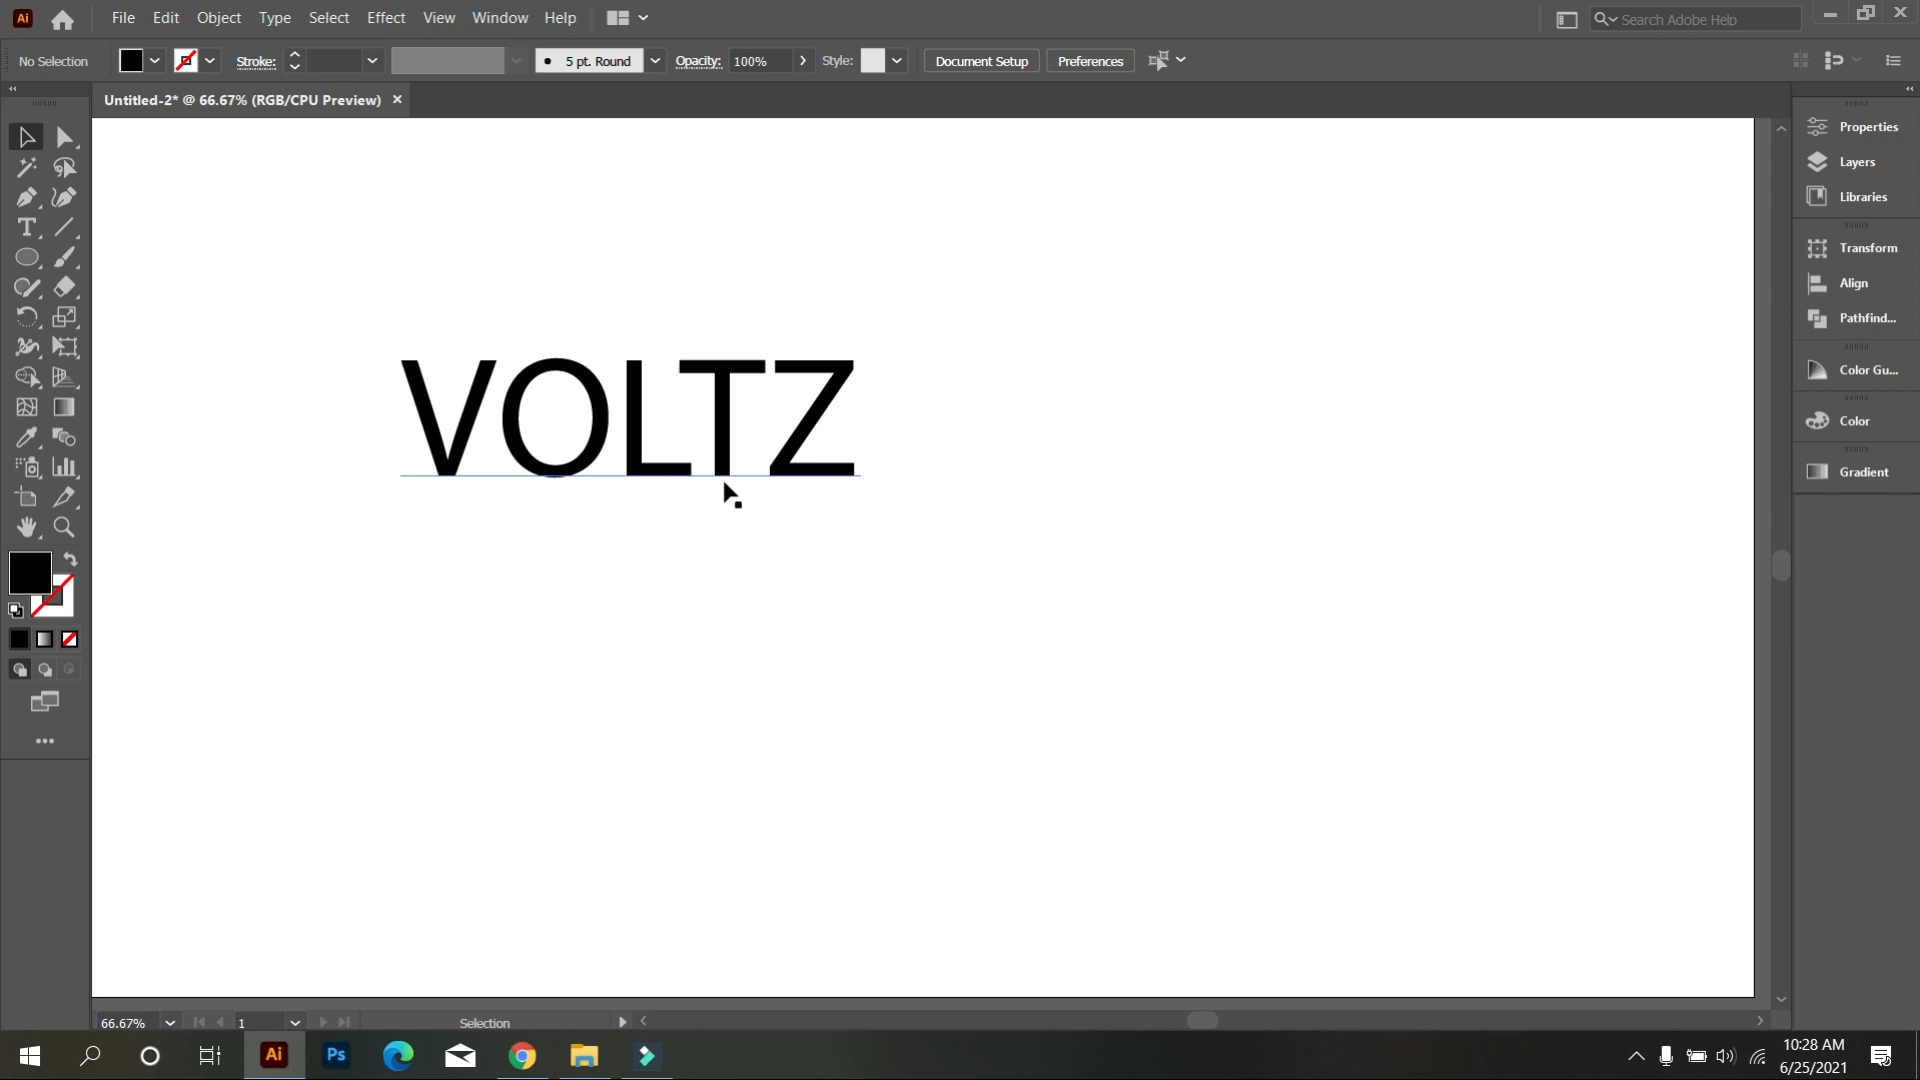 Ai File Edit Object Type Select Effect View Window Help Search Adobe Help
No Selection Stroke: 5 pt. Round Opacity: 100% Style: Document Setup Preferences
Untitled-2* @ 66.67% (RGB/CPU Preview)
Properties
Layers
Libraries
Transform
Align
Pathfind...
Color Gu...
Color
Gradient
VOLTZ
66.67% 1 Selection
Ai Ps
10:28 AM
6/25/2021